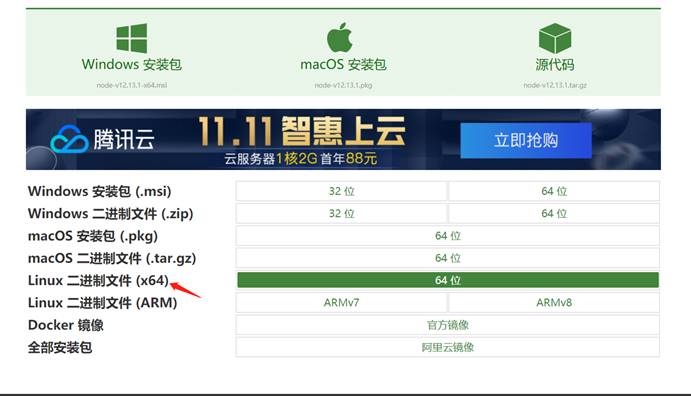 Windows 安装包
macOS 安装包
源代码
node-v12.13.1-x64.msi
node-v12.13.1.pkg
node-v12.13.1.tar.gz
腾讯云
11.11 智惠上云
云服务器1核2G 首年88元
立即抢购
Windows 安装包 (.msi) 32 位 64 位
Windows 二进制文件 (.zip) 32 位 64 位
macOS 安装包 (.pkg) 64 位
macOS 二进制文件 (.tar.gz) 64 位
Linux 二进制文件 (x64) 64 位
Linux 二进制文件 (ARM) ARMv7 ARMv8
Docker 镜像 官方镜像
全部安装包 阿里云镜像